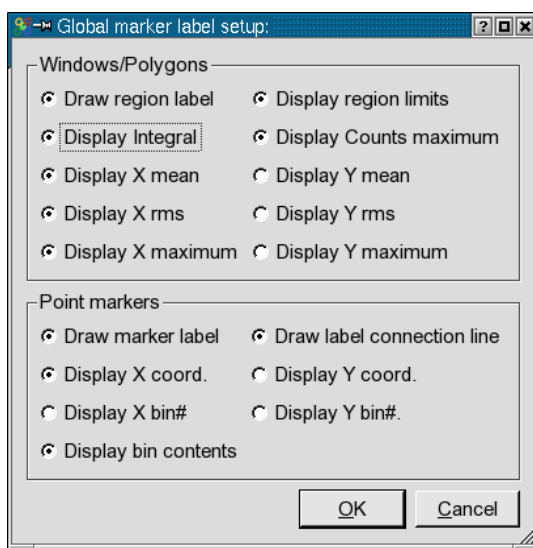 Global marker label setup:
Windows/Polygons
Draw region label Display region limits
Display Integral Display Counts maximum
Display X mean Display Y mean
Display X rms Display Y rms
Display X maximum Display Y maximum
Point markers
Draw marker label Draw label connection line
Display X coord. Display Y coord.
Display X bin# Display Y bin#.
Display bin contents
OK Cancel